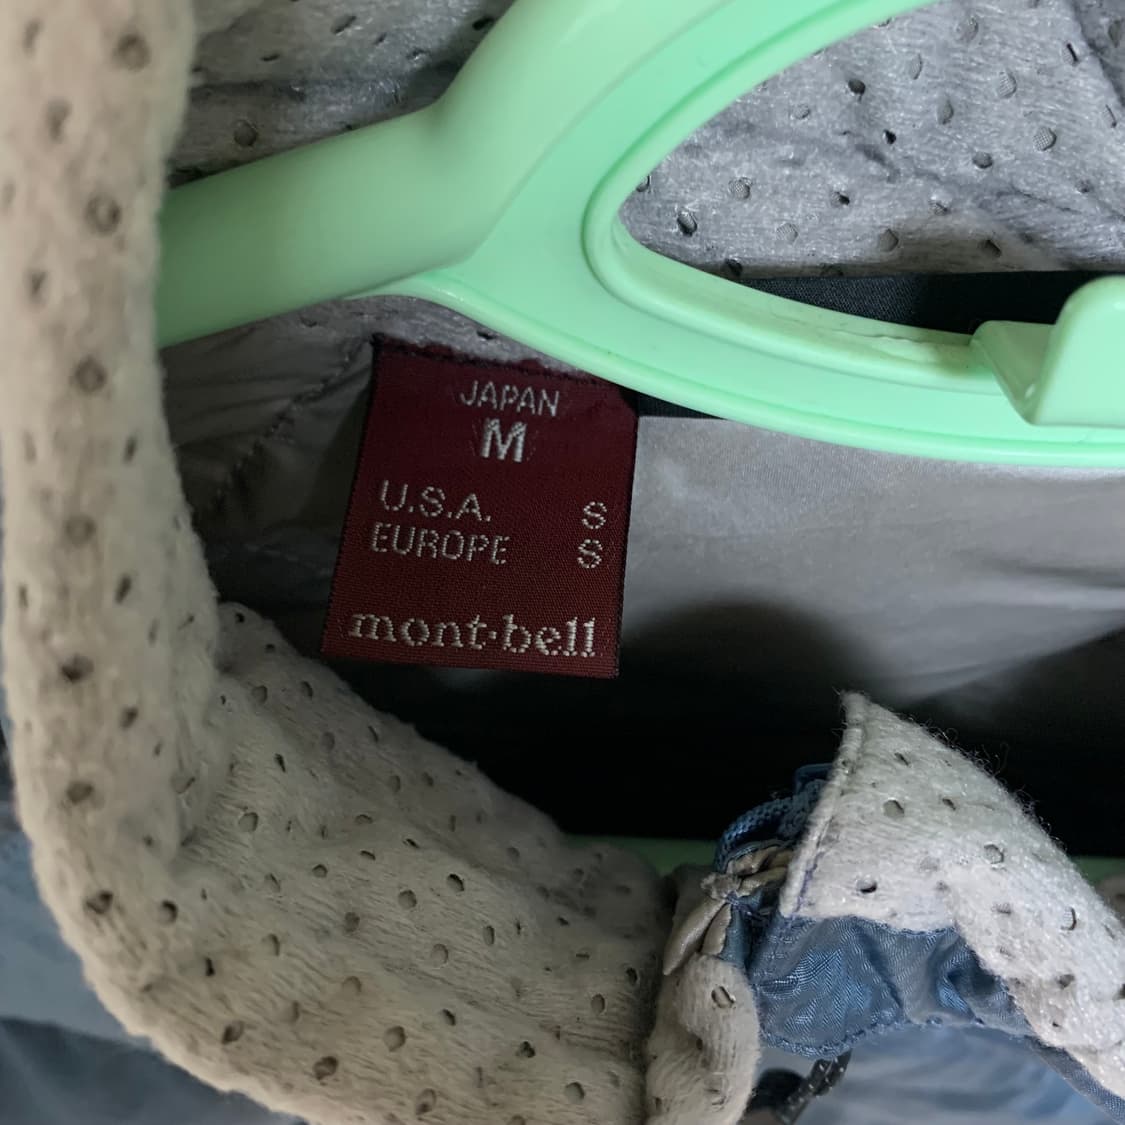 JAPAN
M
U.S.A. S
EUROPE S
mont·bell